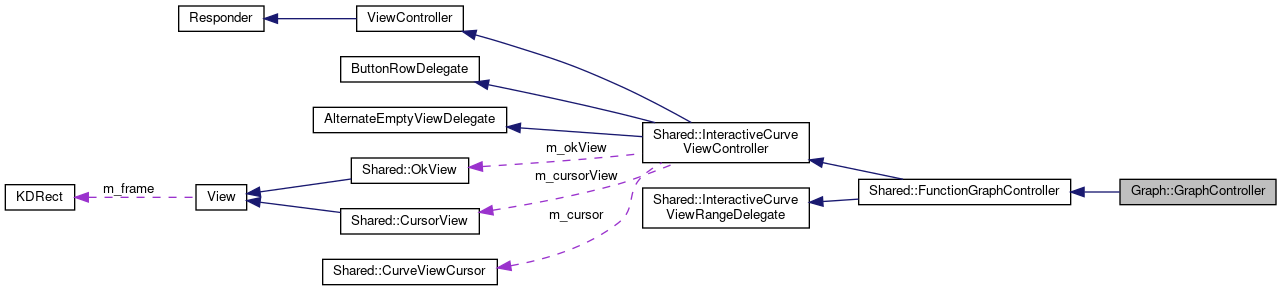 Responder
ViewController
ButtonRowDelegate
AlternateEmptyViewDelegate
Shared::InteractiveCurve
ViewController
m_okView
Shared::OkView
m_cursorView
Shared::FunctionGraphController
Graph::GraphController
m_frame
KDRect
View
Shared::InteractiveCurve
ViewRangeDelegate
Shared::CursorView
m_cursor
Shared::CurveViewCursor